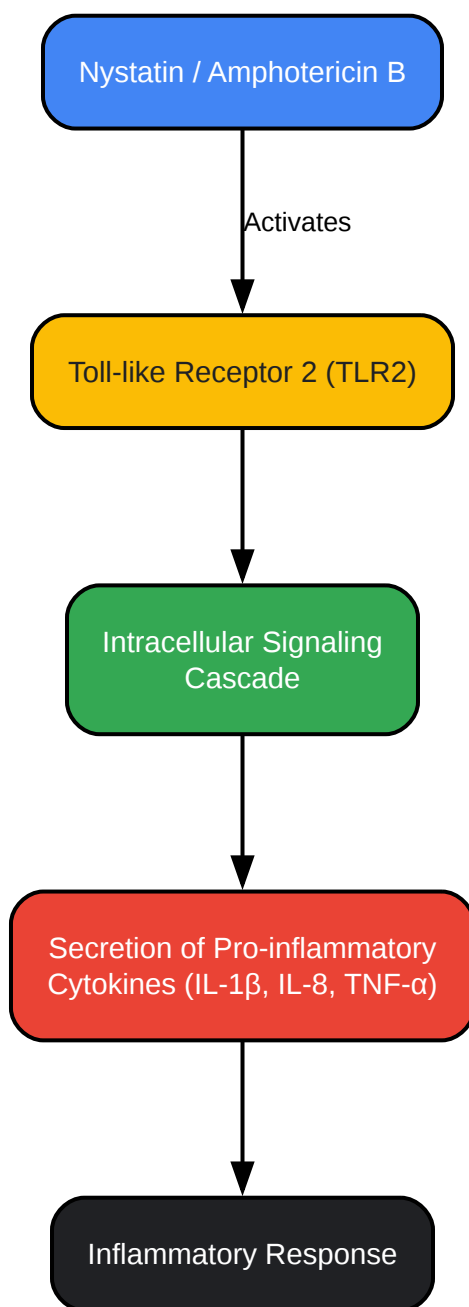 Nystatin / Amphotericin B
Activates
Toll-like Receptor 2 (TLR2)
Intracellular Signaling
Cascade
Secretion of Pro-inflammatory
Cytokines (IL-1β, IL-8, TNF-α)
Inflammatory Response